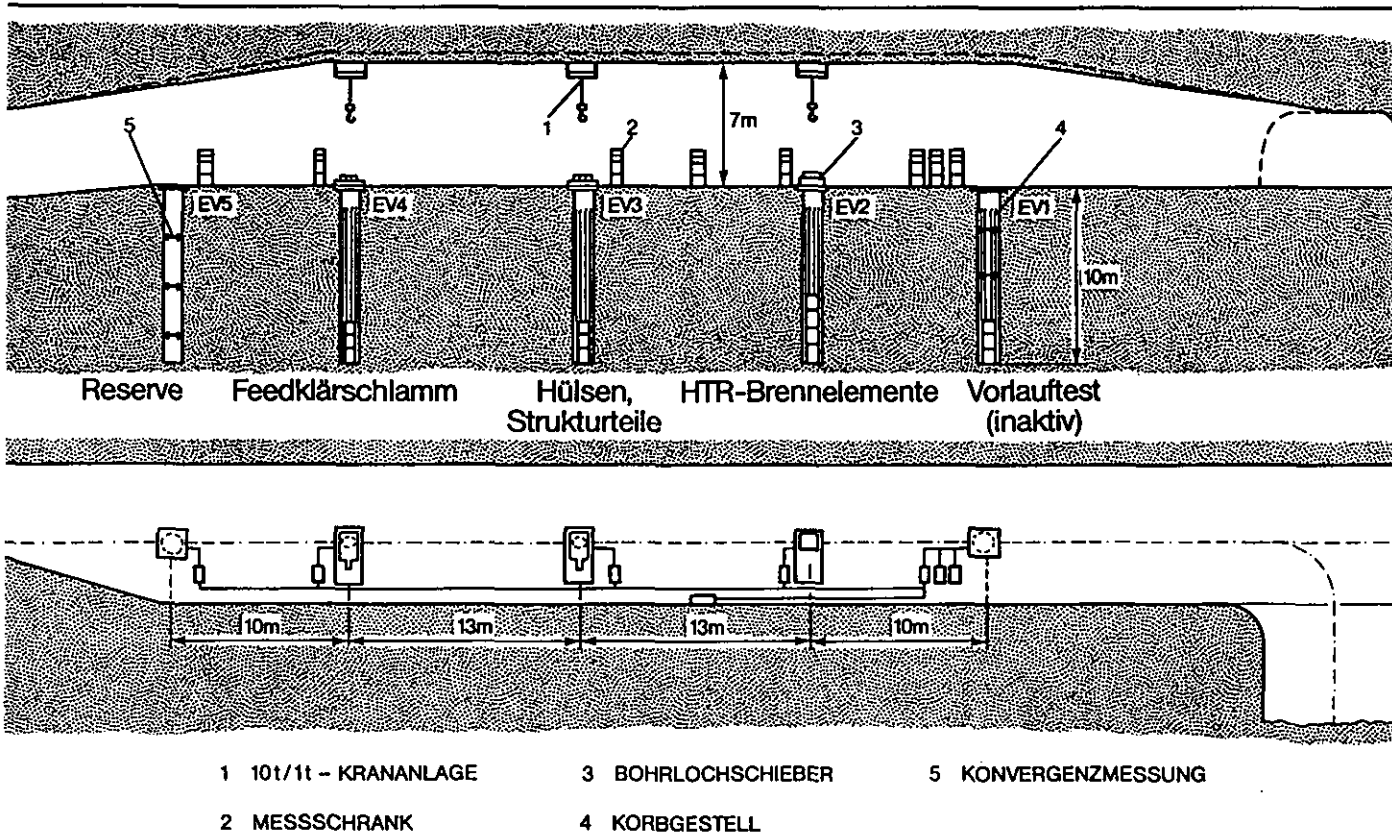 5
1
2
7m
3
4
EV5
EV4
EV3
EV2
EV1
10m
Reserve
Feedklärschlamm
Hülsen,
Strukturteile
HTR-Brennelemente
Vorlauftest
(inaktiv)
10m
13m
13m
10m
1 10t/1t – KRANANLAGE
3 BOHRLOCHSCHIEBER
5 KONVERGENZMESSUNG
2 MESSSCHRANK
4 KORBGESTELL